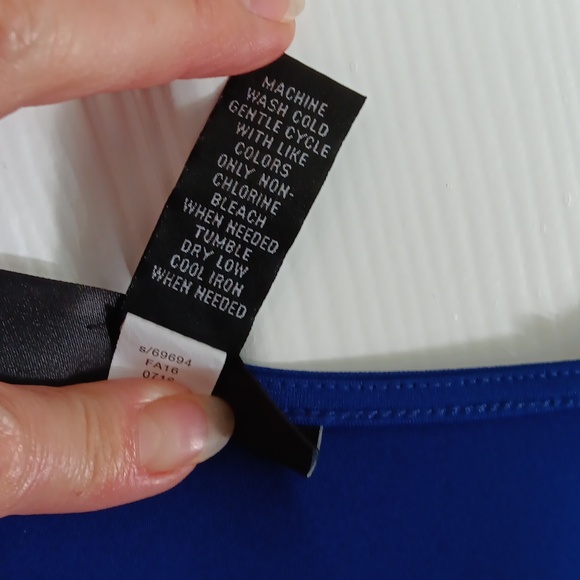 MACHINE
WASH COLD
GENTLE CYCLE
WITH LIKE
COLORS
ONLY NON-
CHLORINE
BLEACH
WHEN NEEDED
TUMBLE
DRY LOW
COOL IRON
WHEN NEEDED
s/69694
FA16